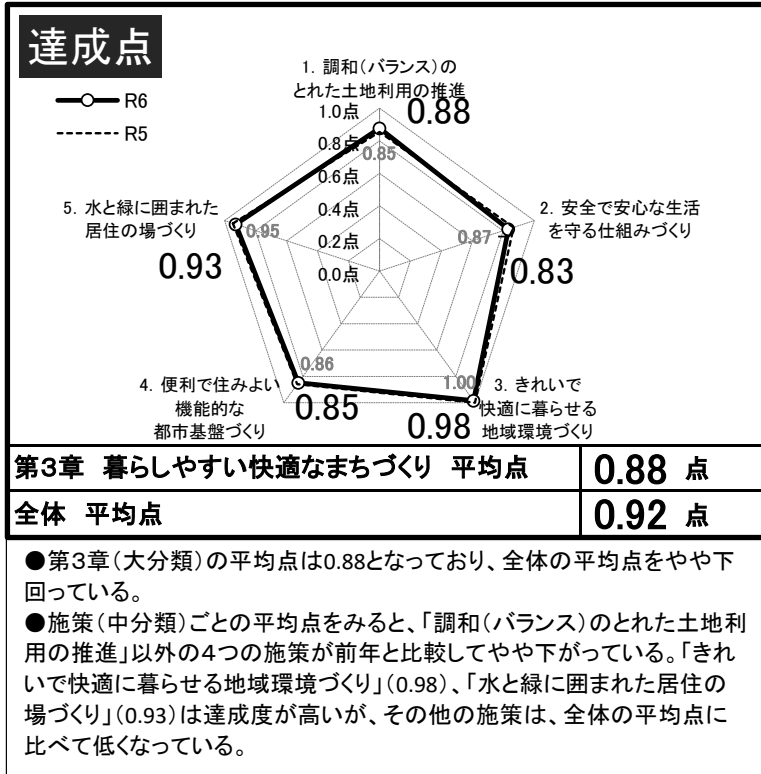 達成点
R6
R5
1. 調和(バランス)の
とれた土地利用の推進
0.88
1.0点
0.8点
0.85
0.6点
0.4点
0.2点
0.0点
2. 安全で安心な生活
を守る仕組みづくり
0.87
0.83
5. 水と緑に囲まれた
居住の場づくり
0.95
0.93
0.86
4. 便利で住みよい
機能的な
都市基盤づくり
0.85
1.00
3. きれいで
快適に暮らせる
地域環境づくり
0.98
第3章 暮らしやすい快適なまちづくり 平均点 0.88 点
全体 平均点 0.92 点
●第3章(大分類)の平均点は0.88となっており、全体の平均点をやや下
回っている。
●施策(中分類)ごとの平均点をみると、「調和(バランス)のとれた土地利
用の推進」以外の4つの施策が前年と比較してやや下がっている。「きれ
いで快適に暮らせる地域環境づくり」(0.98)、「水と緑に囲まれた居住の
場づくり」(0.93)は達成度が高いが、その他の施策は、全体の平均点に
比べて低くなっている。